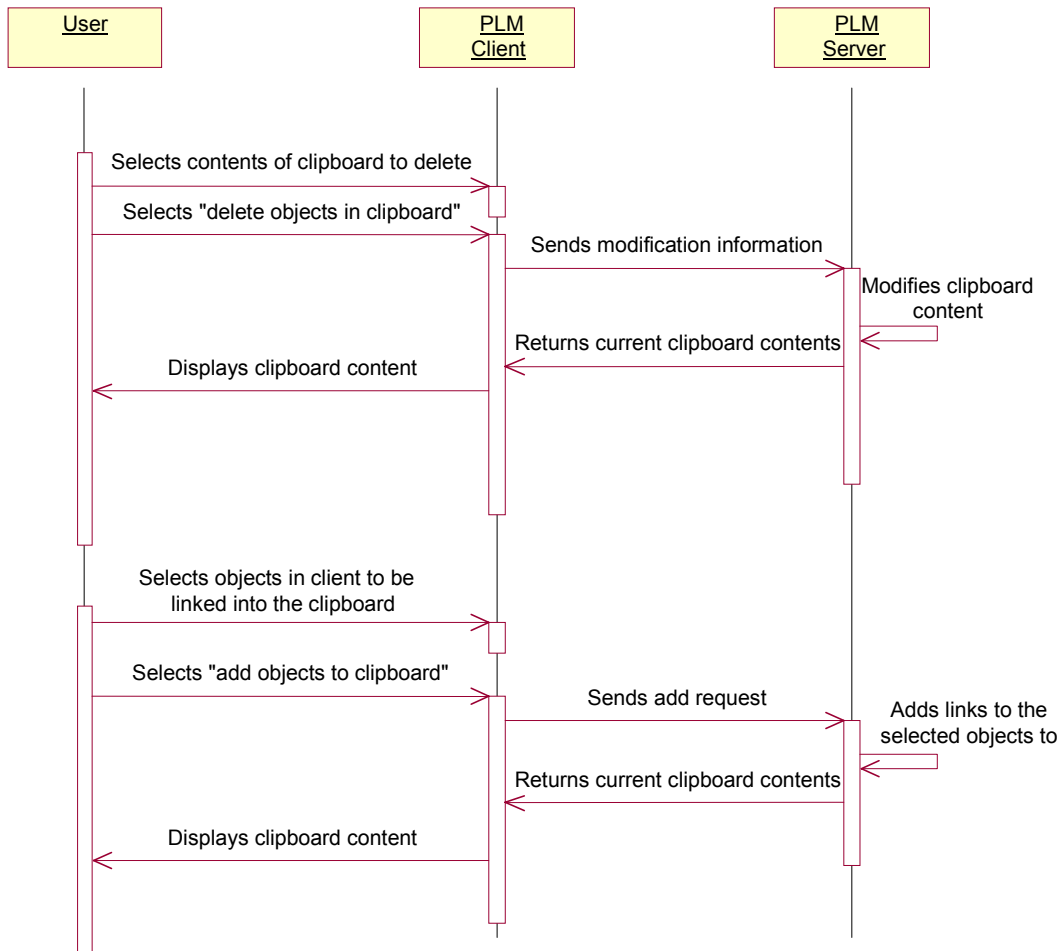 User
PLM
Client
PLM
Server
Selects contents of clipboard to delete
Selects "delete objects in clipboard"
Sends modification information
Modifies clipboard
content
Returns current clipboard contents
Displays clipboard content
Selects objects in client to be
linked into the clipboard
Selects "add objects to clipboard"
Sends add request
Adds links to the
selected objects to
Returns current clipboard contents
Displays clipboard content